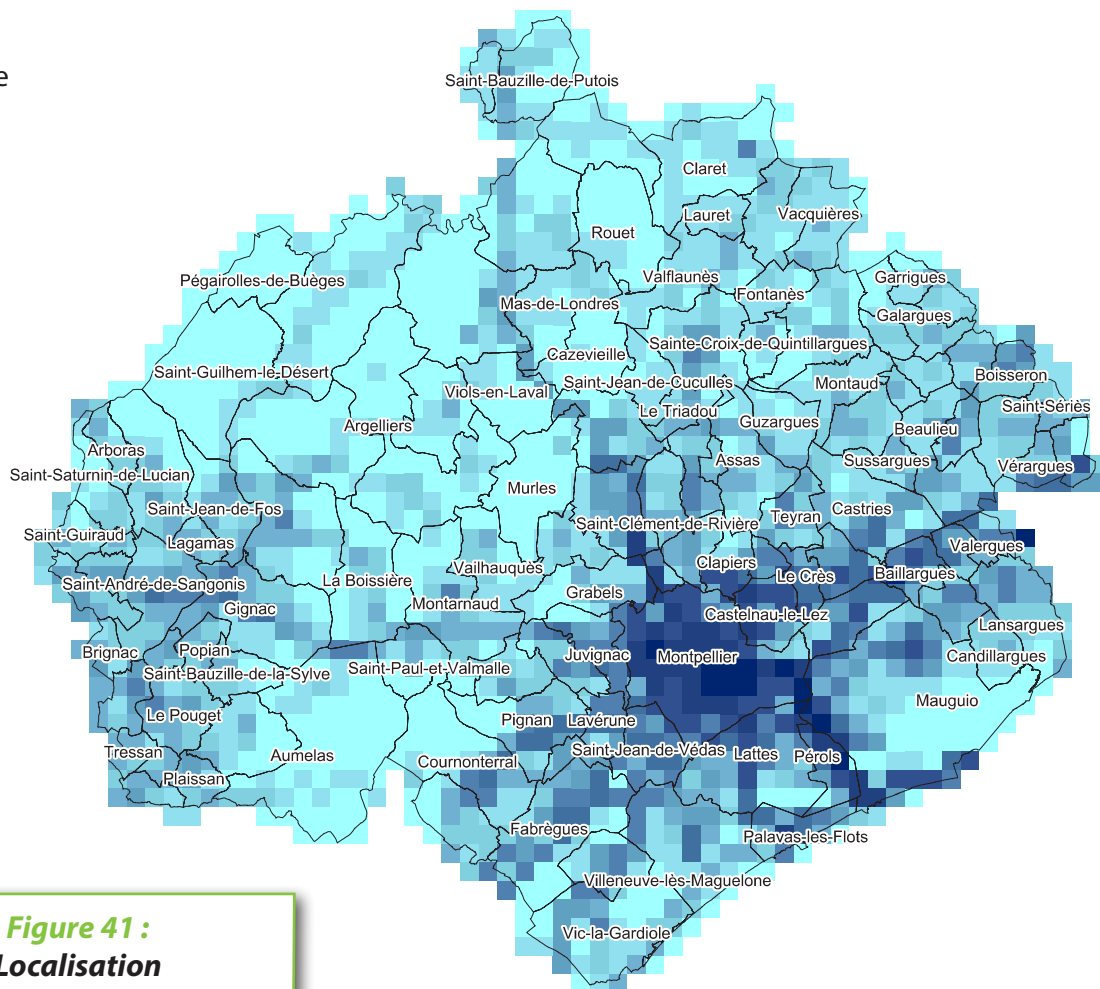 e
Saint-Bauzille-de-Putois
Claret
Lauret
Vacquières
Rouet
Pégairolles-de-Buèges
Valflaunès
Garrigues
Fontanès
Mas-de-Londres
Galargues
Sainte-Croix-de-Quintillargues
Cazevieille
Saint-Guilhem-le-Désert
Boisseron
Saint-Jean-de-Cuculles
Montaud
Viols-en-Laval
Saint-Sériès
Le Triadou
Guzargues
Argelliers
Beaulieu
Arboras
Assas
Sussargues
Vérargues
Saint-Saturnin-de-Lucian
Murles
Saint-Jean-de-Fos
Castries
Teyran
Saint-Clément-de-Rivière
Saint-Guiraud
Lagamas
Valergues
Clapiers
Vailhauquès
Baillargues
Le Crès
La Boissière
Saint-André-de-Sangonis
Grabels
Montarnaud
Gignac
Castelnau-le-Lez
Lansargues
Brignac
Popian
Juvignac
Montpellier
Candillargues
Saint-Paul-et-Valmalle
Saint-Bauzille-de-la-Sylve
Mauguio
Le Pouget
Pignan
Lavérune
Tressan
Saint-Jean-de-Védas
Lattes
Pérols
Aumelas
Cournonterral
Plaissan
Fabrègues
Palavas-les-Flots
Villeneuve-lès-Maguelone
Vic-la-Gardiole
Figure 41 :
Localisation